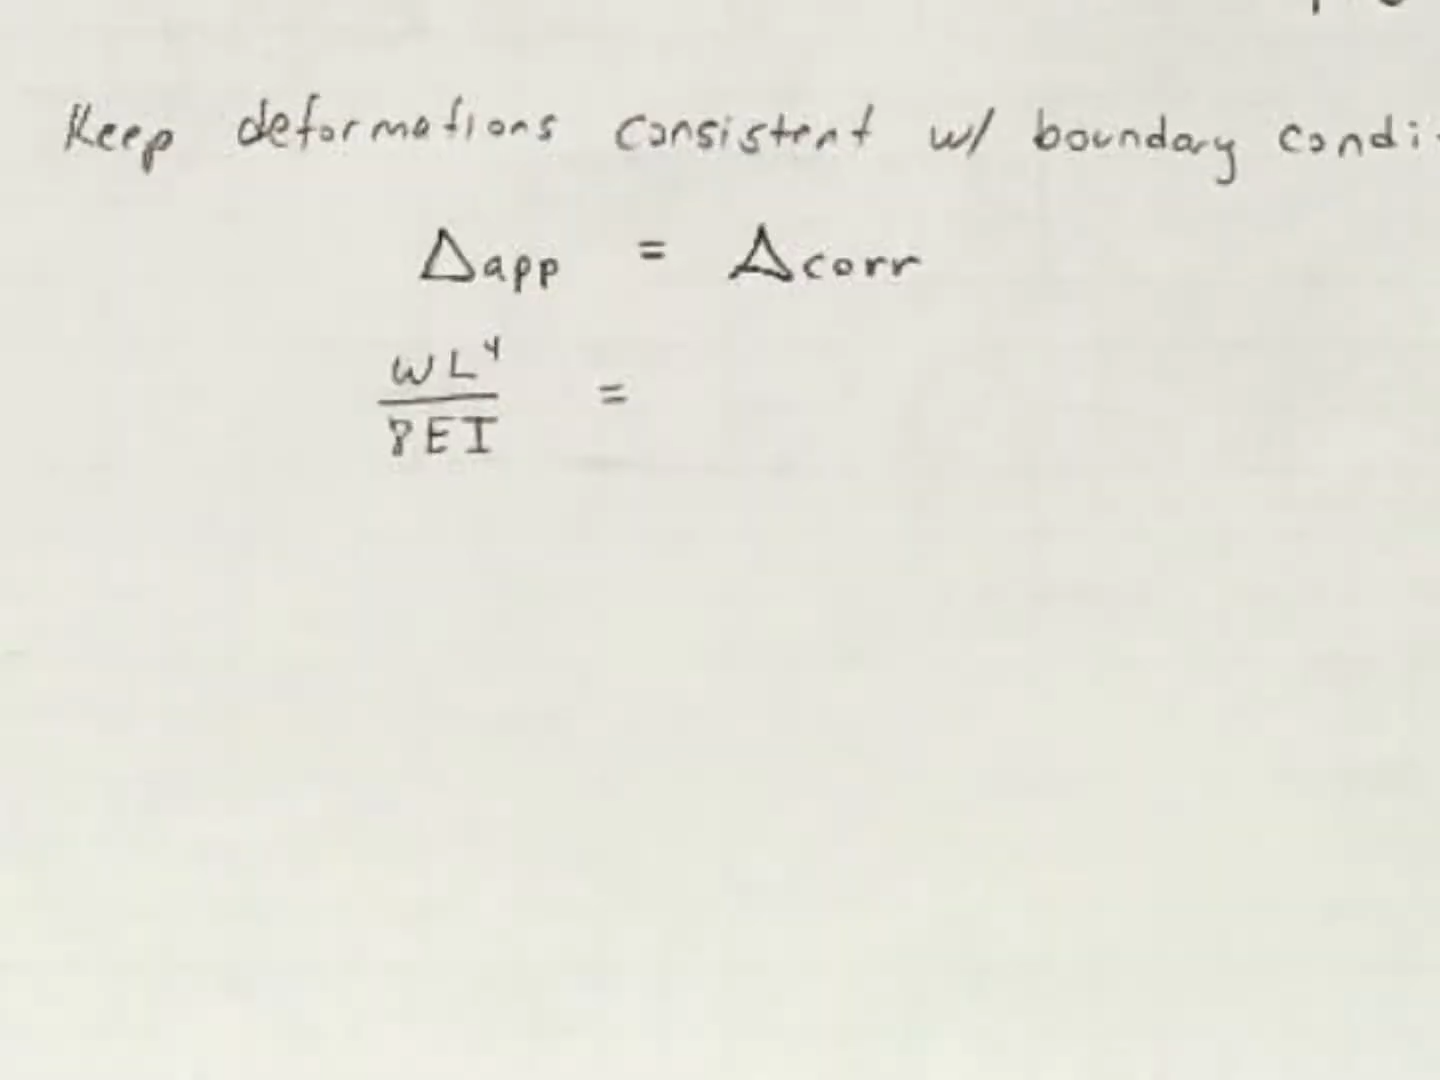 Keep deformations consistent w/ boundary condi
Δapp = Δcorr
wL⁴
8EI
=